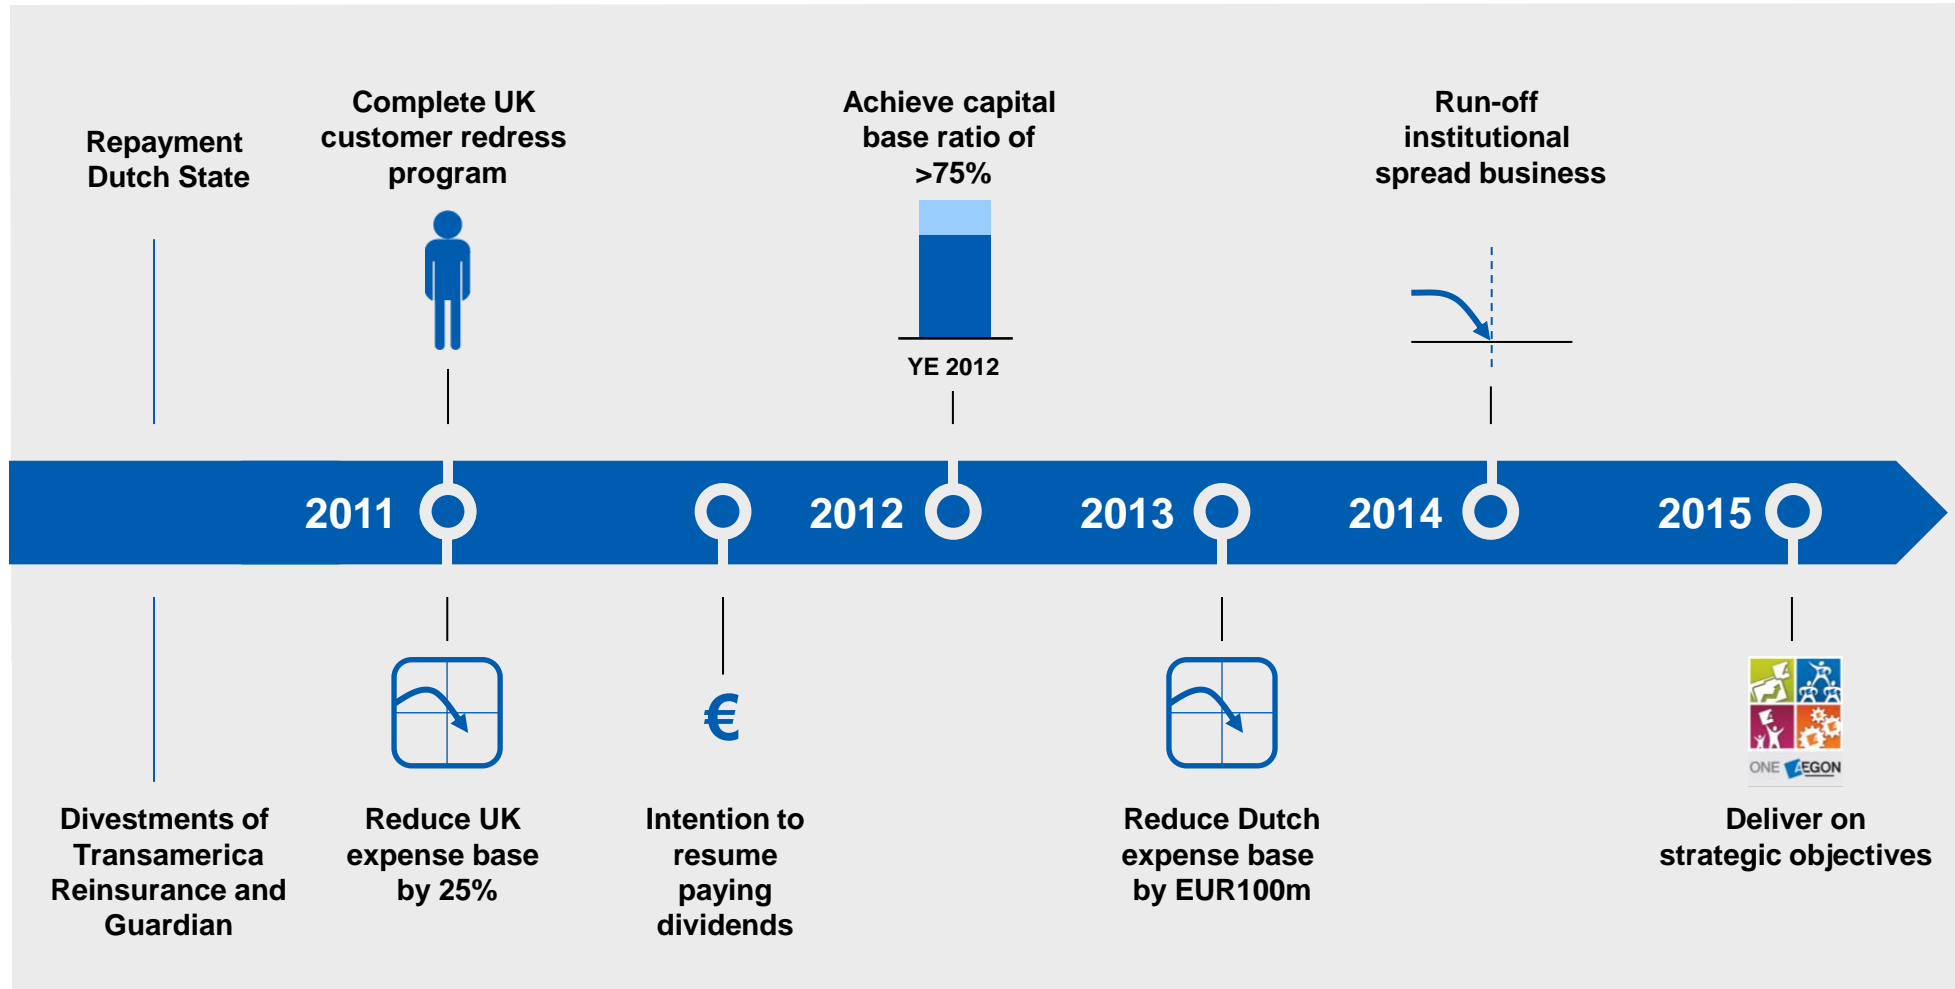 Repayment
Dutch State
Complete UK
customer redress
program
Achieve capital
base ratio of
>75%
YE 2012
Run-off
institutional
spread business
2011
2012
2013
2014
2015
Divestments of
Transamerica
Reinsurance and
Guardian
Reduce UK
expense base
by 25%
€
Intention to
resume
paying
dividends
Reduce Dutch
expense base
by EUR100m
ONE AEGON
Deliver on
strategic objectives